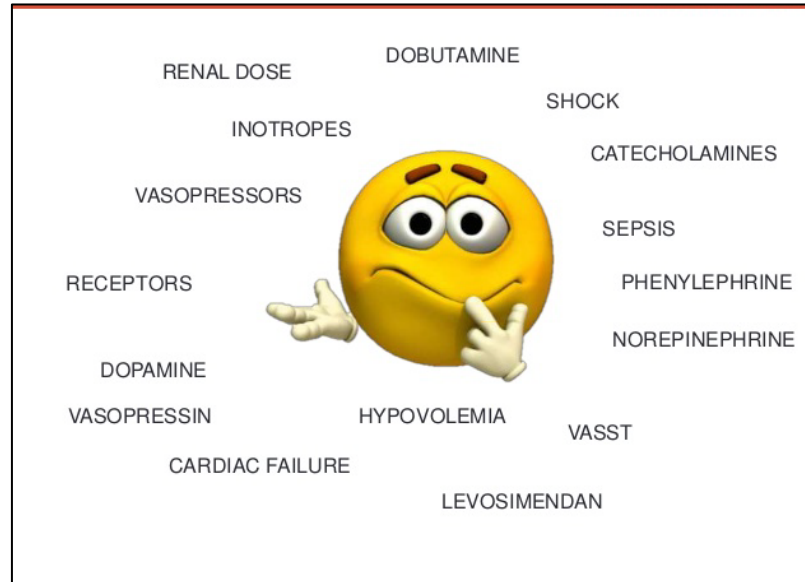 DOBUTAMINE
RENAL DOSE
SHOCK
INOTROPES
CATECHOLAMINES
VASOPRESSORS
SEPSIS
RECEPTORS
PHENYLEPHRINE
NOREPINEPHRINE
DOPAMINE
VASOPRESSIN
HYPOVOLEMIA
VASST
CARDIAC FAILURE
LEVOSIMENDAN